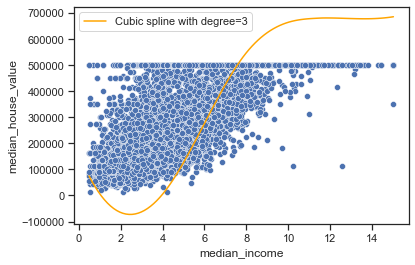 Cubic spline with degree=3
700000
600000
500000
400000
300000
200000
100000
0
-100000
median_house_value
0 2 4 6 8 10 12 14
median_income